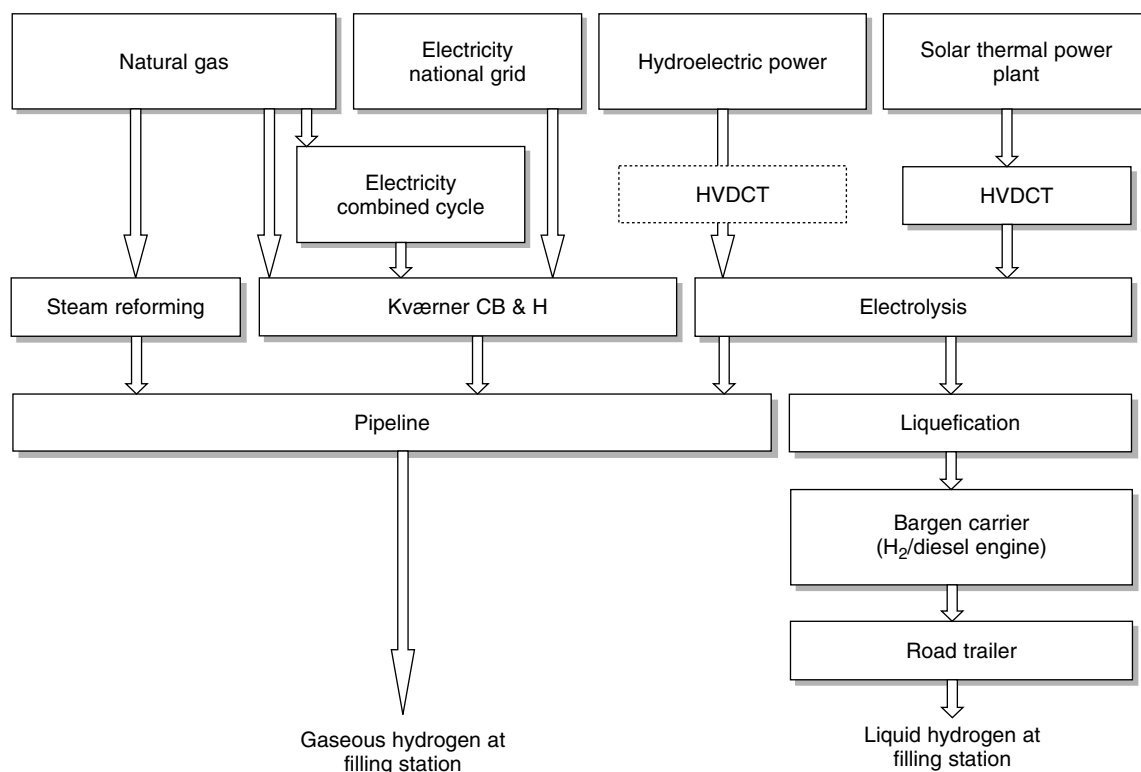 Natural gas
Electricity
national grid
Hydroelectric power
Solar thermal power
plant
Electricity
combined cycle
HVDCT
HVDCT
Steam reforming
Kværner CB & H
Electrolysis
Pipeline
Liquefication
Bargen carrier
(H₂/diesel engine)
Road trailer
Gaseous hydrogen at
filling station
Liquid hydrogen at
filling station